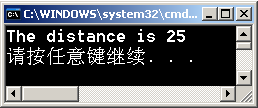 C:\WINDOWS\system32\cmd...
The distance is 25
请按任意键继续. . .